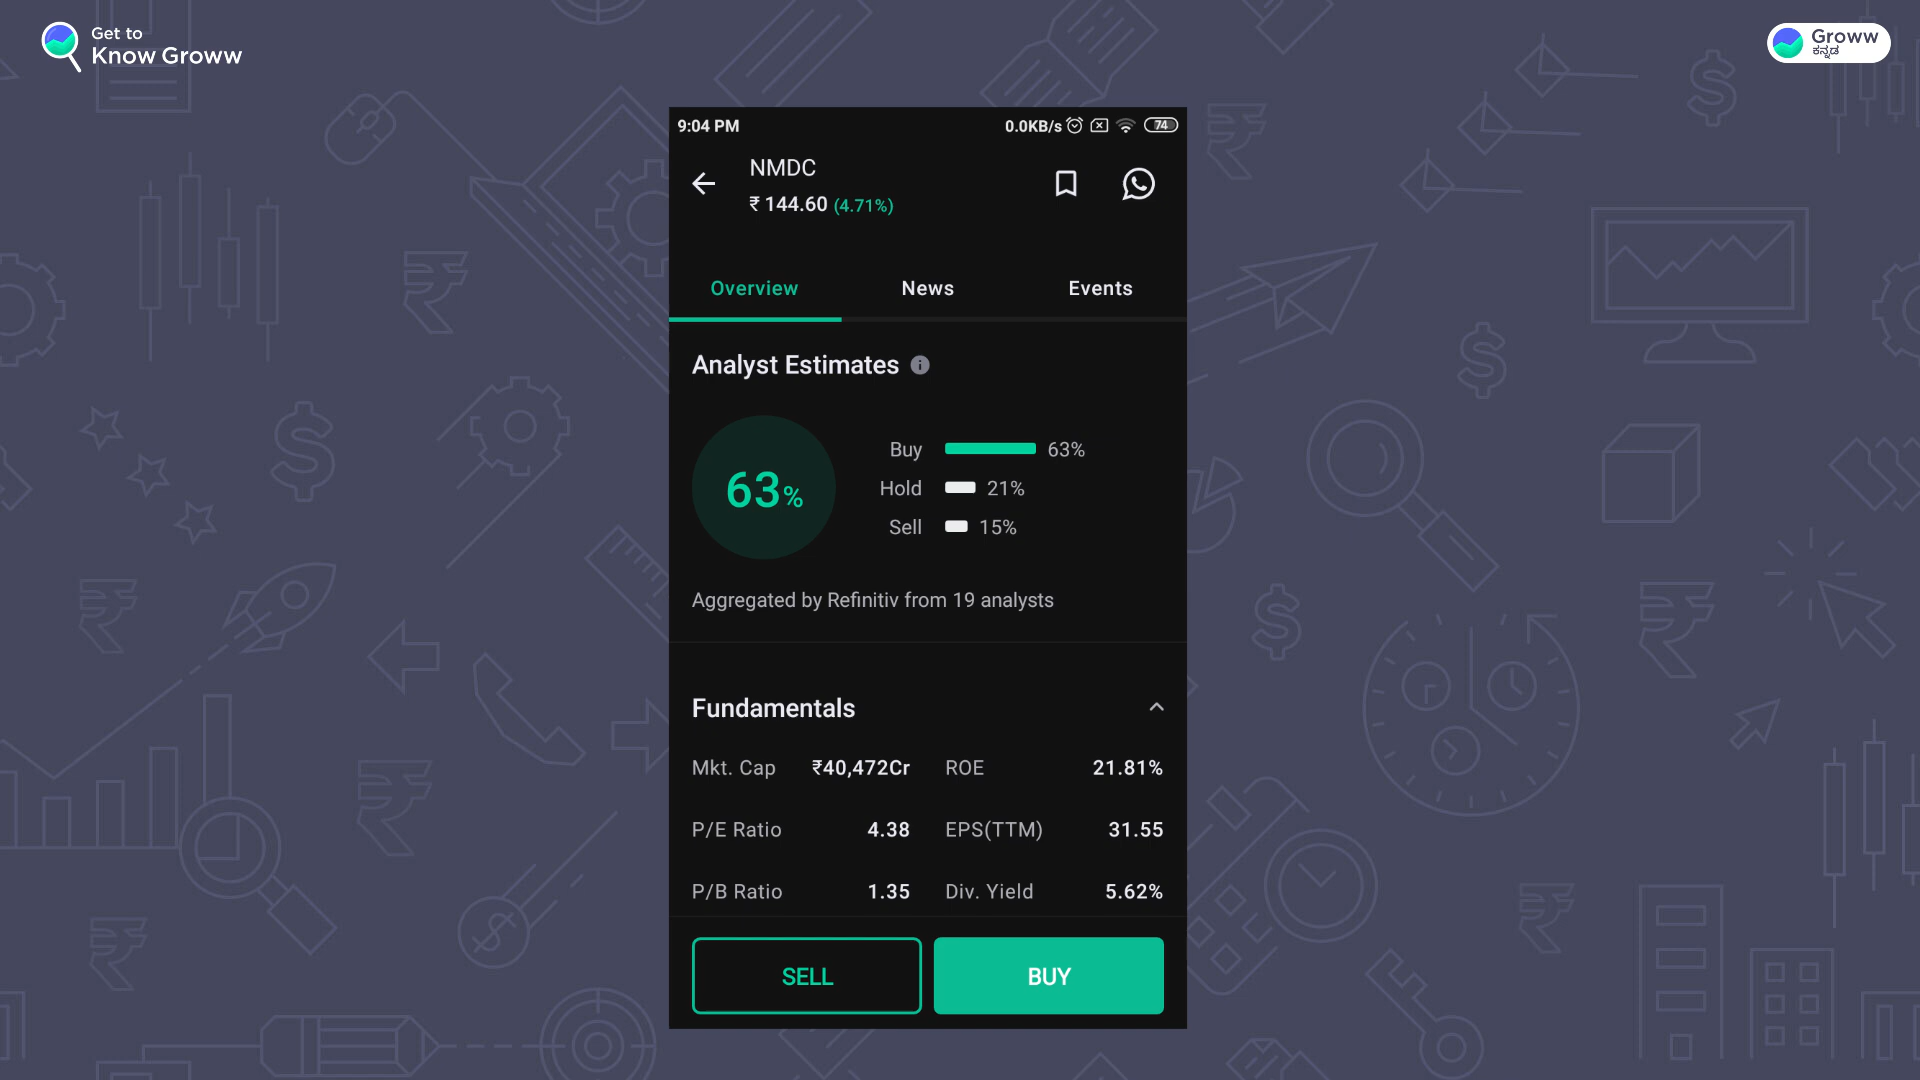 Get to
Know Groww
Groww
ಕನ್ನಡ
9:04 PM
0.0KB/s
74
NMDC
₹ 144.60 (4.71%)
Overview
News
Events
Analyst Estimates
63%
Buy 63%
Hold 21%
Sell 15%
Aggregated by Refinitiv from 19 analysts
Fundamentals
Mkt. Cap ₹40,472Cr ROE 21.81%
P/E Ratio 4.38 EPS(TTM) 31.55
P/B Ratio 1.35 Div. Yield 5.62%
SELL
BUY